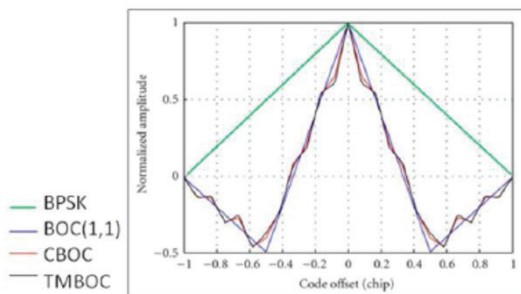 1
0.5
0
−0.5
Normalized amplitude
−1 −0.8 −0.6 −0.4 −0.2 0 0.2 0.4 0.6 0.8 1
Code offset (chip)
BPSK
BOC(1,1)
CBOC
TMBOC